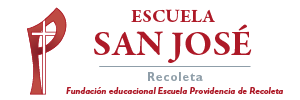 ESCUELA
SAN JOSÉ
Recoleta
Fundación educacional Escuela Providencia de Recoleta